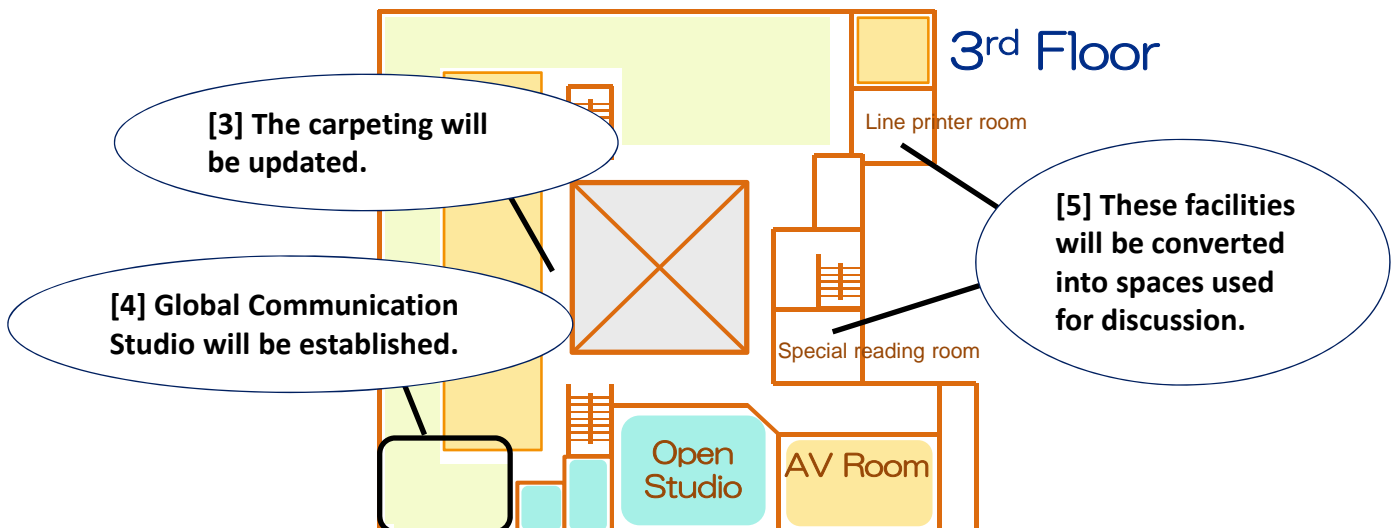 3rd Floor
[3] The carpeting will
be updated.
Line printer room
[5] These facilities
will be converted
into spaces used
for discussion.
[4] Global Communication
Studio will be established.
Special reading room
Open
Studio
AV Room